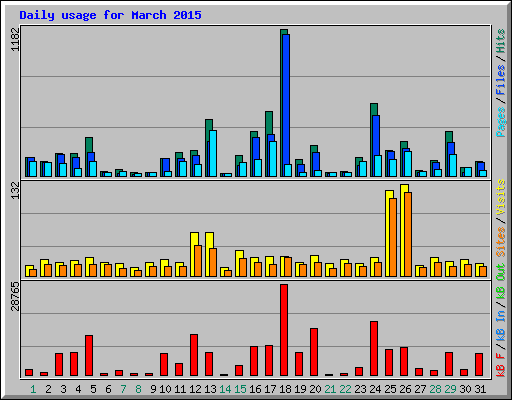 Daily usage for March 2015
1182
Pages / Files / Hits
132
Sites / Visits
28765
kB F / kB In / kB Out
1 2 3 4 5 6 7 8 9 10 11 12 13 14 15 16 17 18 19 20 21 22 23 24 25 26 27 28 29 30 31